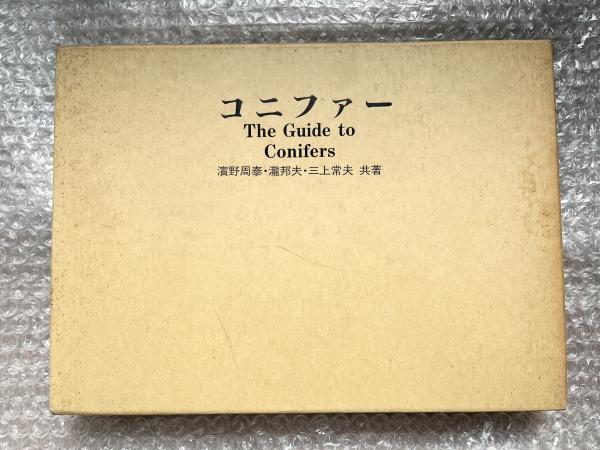 コニファー
The Guide to
Conifers
濱野周泰・瀧邦夫・三上常夫 共著